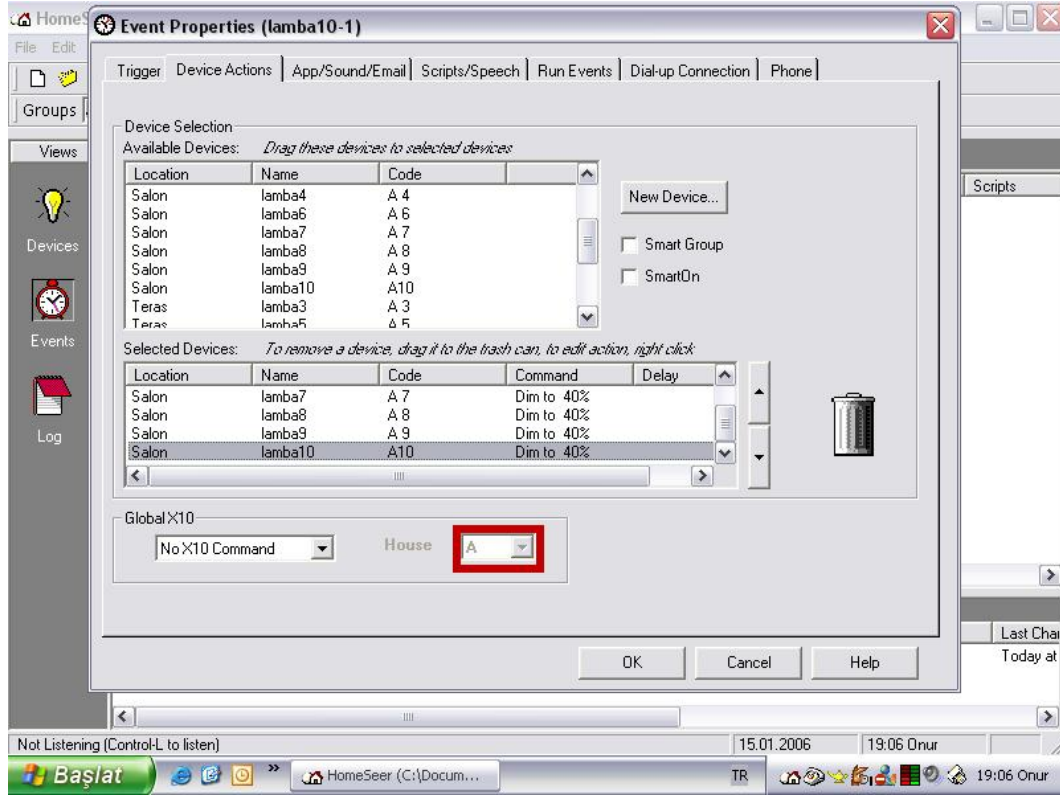 HomeS
Event Properties (lamba10-1)
File Edit
Trigger Device Actions App/Sound/Email Scripts/Speech Run Events Dial-up Connection Phone
Groups
Device Selection
Views
Available Devices: Drag these devices to selected devices
Location Name Code
Scripts
Salon lamba4 A 4
New Device...
Salon lamba6 A 6
Salon lamba7 A 7
Devices
Smart Group
Salon lamba8 A 8
Salon lamba9 A 9
SmartOn
Salon lamba10 A10
Teras lamba3 A 3
Teras lamba5 A 5
Events
Selected Devices: To remove a device, drag it to the trash can, to edit action, right click
Location Name Code Command Delay
Salon lamba7 A 7 Dim to 40%
Salon lamba8 A 8 Dim to 40%
Log
Salon lamba9 A 9 Dim to 40%
Salon lamba10 A10 Dim to 40%
Global X10
No X10 Command House A
Last Cha
OK Cancel Help
Today at
Not Listening (Control-L to listen) 15.01.2006 19:06 Onur
Başlat » HomeSeer (C:\Docum... TR 19:06 Onur